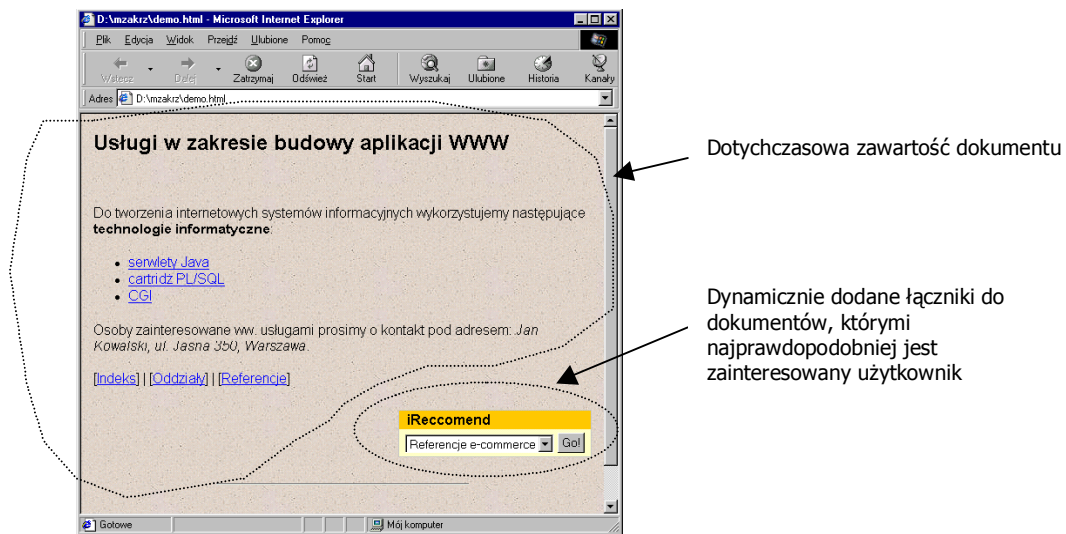 D:\mzakrz\demo.html - Microsoft Internet Explorer
Plik Edycja Widok Przejdź Ulubione Pomoc
Wstecz Dalej Zatrzymaj Odśwież Start Wyszukaj Ulubione Historia Kanały
Adres D:\mzakrz\demo.html
Usługi w zakresie budowy aplikacji WWW
Do tworzenia internetowych systemów informacyjnych wykorzystujemy następujące
technologie informatyczne:
serwlety Java
cartridż PL/SQL
CGI
Osoby zainteresowane ww. usługami prosimy o kontakt pod adresem: Jan
Kowalski, ul. Jasna 350, Warszawa.
[Indeks] | [Oddziały] | [Referencje]
iReccomend
Referencje e-commerce Go!
Gotowe Mój komputer
Dotychczasowa zawartość dokumentu
Dynamicznie dodane łączniki do
dokumentów, którymi
najprawdopodobniej jest
zainteresowany użytkownik